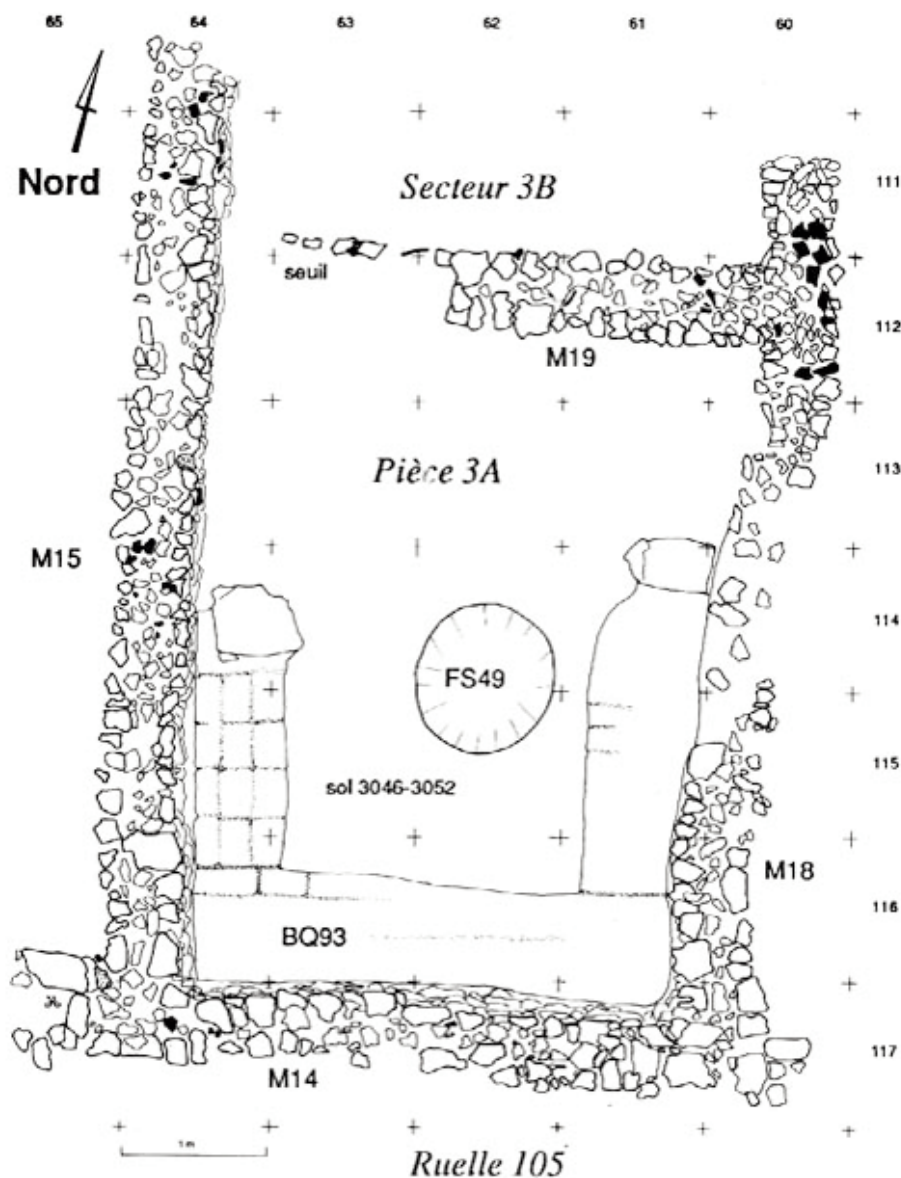 65 64 63 62 61 60
Nord
Secteur 3B
111
seuil
112
M19
Pièce 3A
113
M15
114
FS49
115
sol 3046-3052
M18
116
BQ93
117
M14
1 m
Ruelle 105